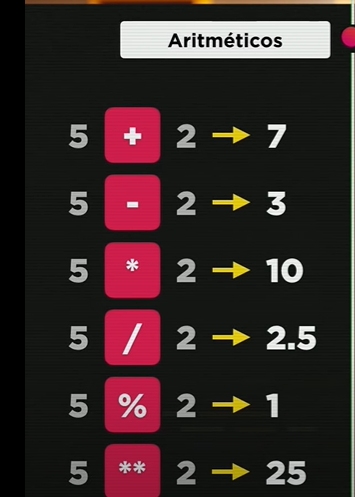 Aritméticos
5 + 2 → 7
5 - 2 → 3
5 * 2 → 10
5 / 2 → 2.5
5 % 2 → 1
5 ** 2 → 25